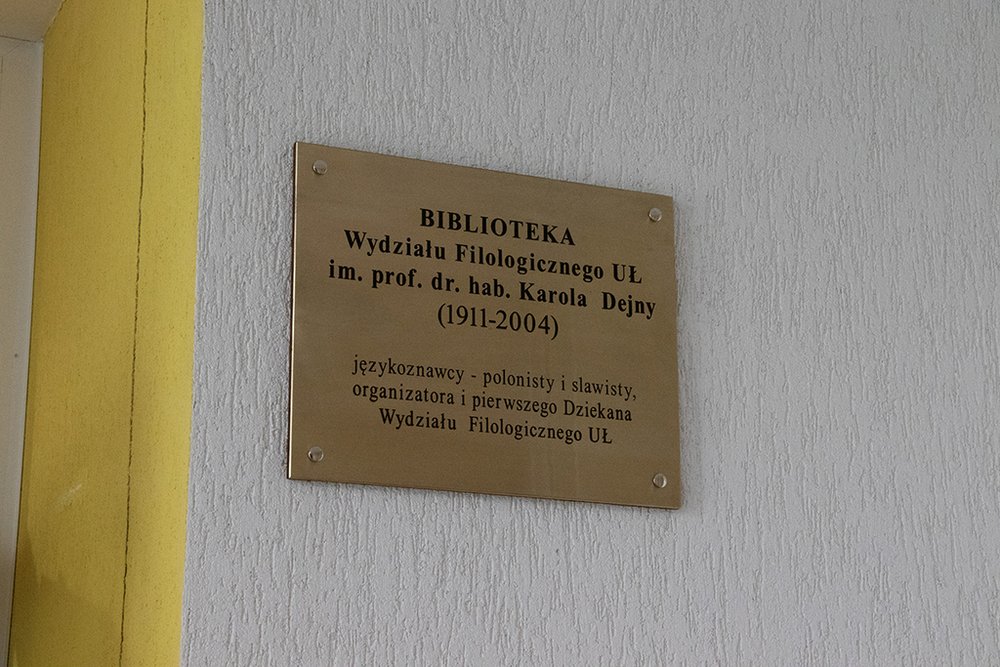 BIBLIOTEKA
Wydziału Filologicznego UŁ
im. prof. dr. hab. Karola Dejny
(1911-2004)
językoznawcy - polonisty i slawisty,
organizatora i pierwszego Dziekana
Wydziału Filologicznego UŁ